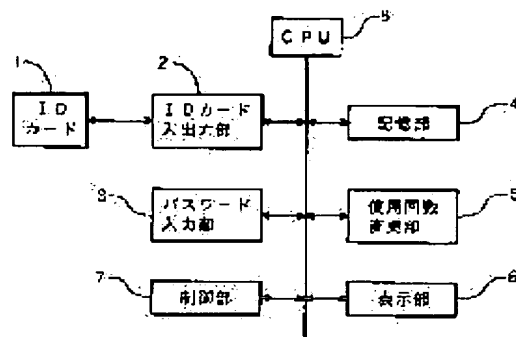 CPU
8
1
2
ID
カード
IDカード
入出力部
4
記憶部
3
パスワード
入力部
使用回数
変更部
5
7
制御部
表示部
6